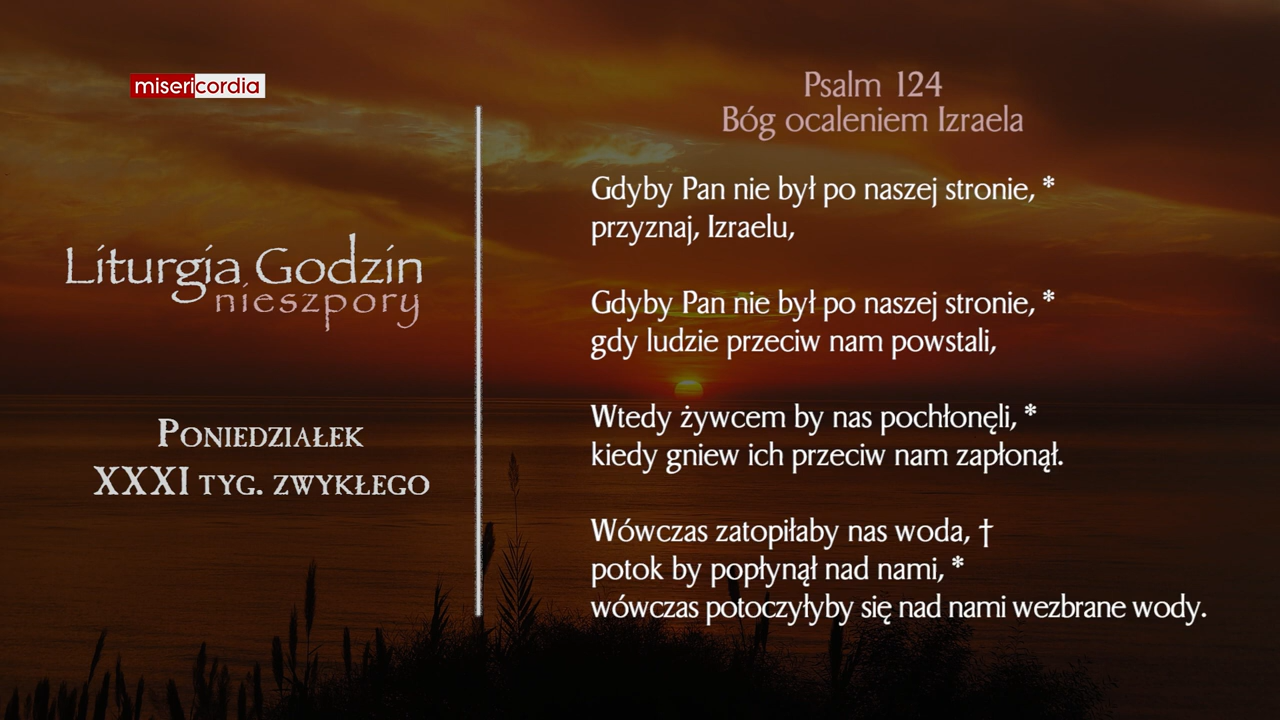 misericordia
Liturgia Godzin
nieszpory
Poniedziałek
XXXI tyg. zwykłego
Psalm 124
Bóg ocaleniem Izraela
Gdyby Pan nie był po naszej stronie, *
przyznaj, Izraelu,
Gdyby Pan nie był po naszej stronie, *
gdy ludzie przeciw nam powstali,
Wtedy żywcem by nas pochłonęli, *
kiedy gniew ich przeciw nam zapłonął.
Wówczas zatopiłaby nas woda, †
potok by popłynął nad nami, *
wówczas potoczyłyby się nad nami wezbrane wody.